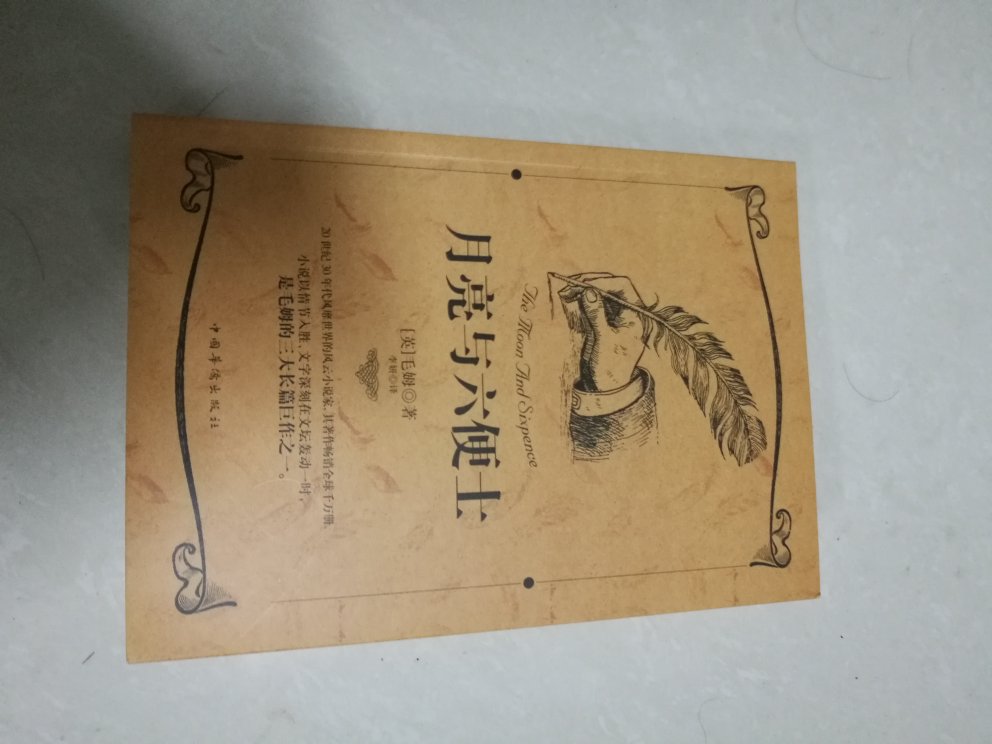 The Moon And Sixpence
月亮与六便士
[英]毛姆◎著
李妍◎译
20世纪30年代风靡世界的风云小说家，其著作畅销全球千万册，
小说以情节入胜，文字深刻在文坛轰动一时，
是毛姆的三大长篇巨作之一。
中国华侨出版社